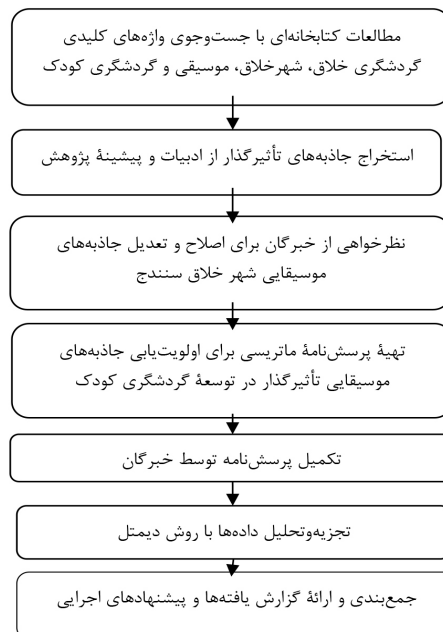 مطالعات کتابخانه‌ای با جست‌وجوی واژه‌های کلیدی
گردشگری خلاق، شهرخلاق، موسیقی و گردشگری کودک
استخراج جاذبه‌های تأثیرگذار از ادبیات و پیشینهٔ پژوهش
نظرخواهی از خبرگان برای اصلاح و تعدیل جاذبه‌های
موسیقایی شهر خلاق سنندج
تهیهٔ پرسش‌نامهٔ ماتریسی برای اولویت‌یابی جاذبه‌های
موسیقایی تأثیرگذار در توسعهٔ گردشگری کودک
تکمیل پرسش‌نامه توسط خبرگان
تجزیه‌وتحلیل داده‌ها با روش دیمتل
جمع‌بندی و ارائهٔ گزارش یافته‌ها و پیشنهادهای اجرایی